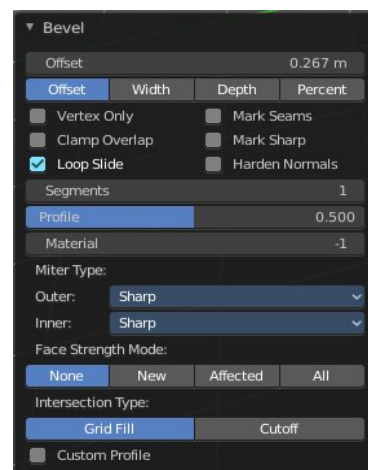 Bevel
Offset 0.267 m
Offset Width Depth Percent
Vertex Only Mark Seams
Clamp Overlap Mark Sharp
Loop Slide Harden Normals
Segments 1
Profile 0.500
Material -1
Miter Type:
Outer: Sharp
Inner: Sharp
Face Strength Mode:
None New Affected All
Intersection Type:
Grid Fill Cutoff
Custom Profile